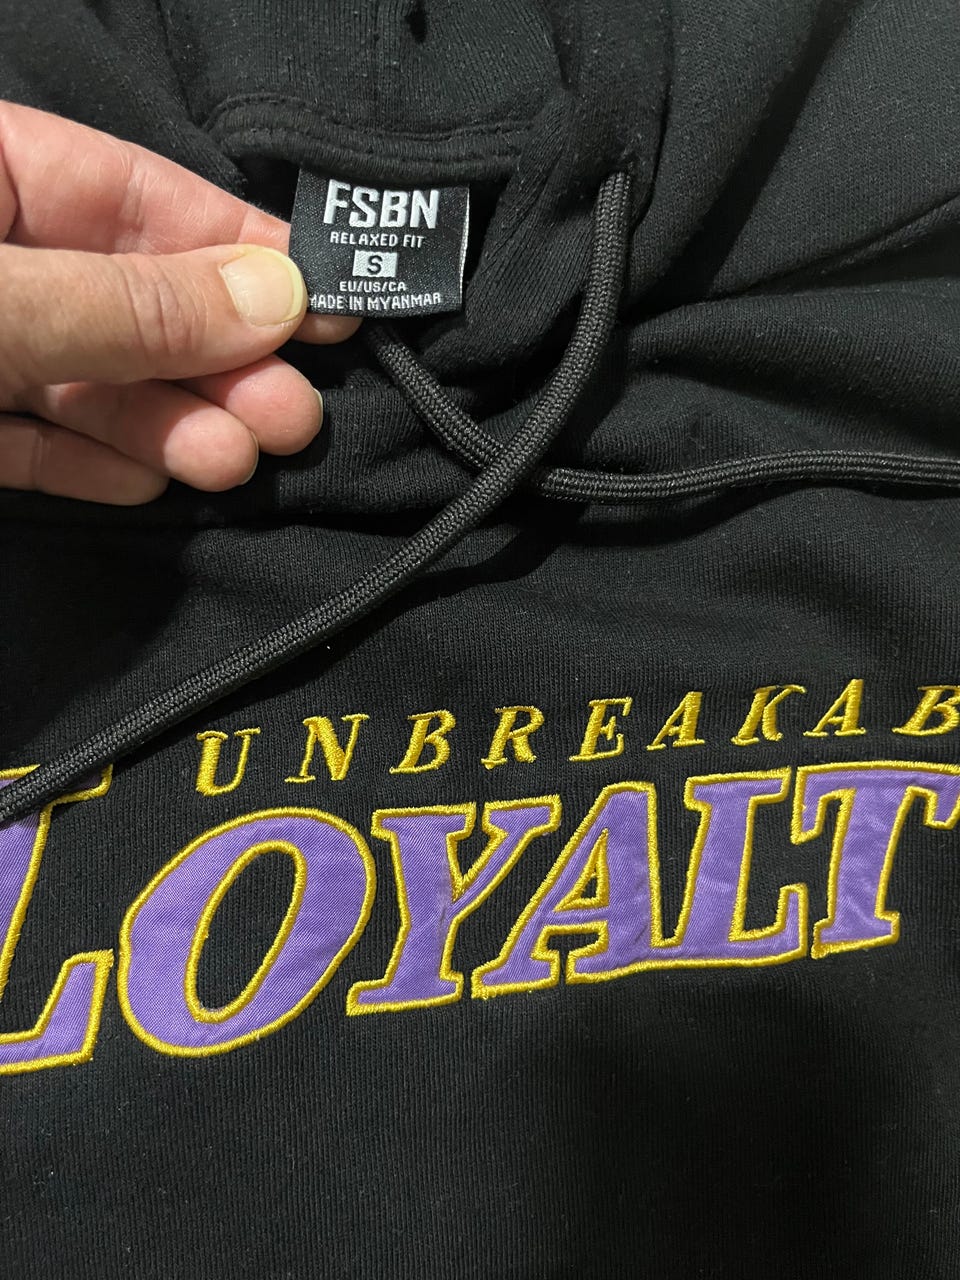 FSBN
RELAXED FIT
S
EU/US/CA
MADE IN MYANMAR
UNBREAKAB
LOYALT